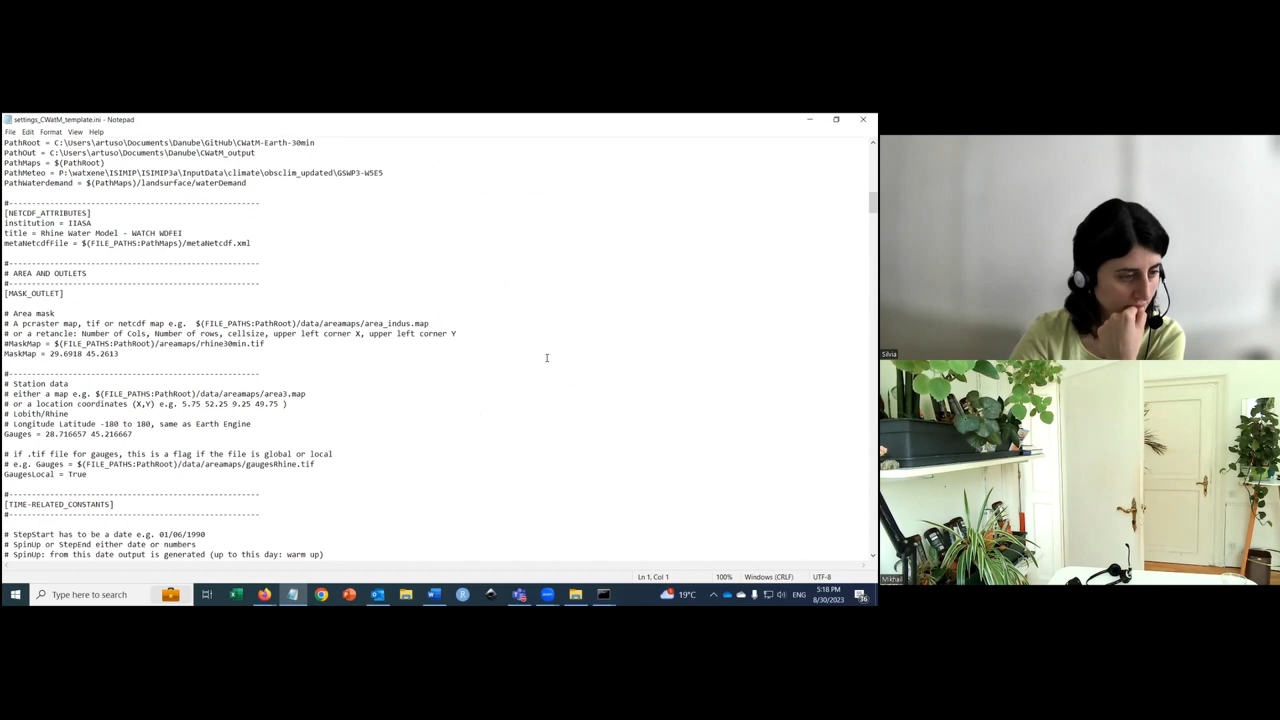 settings_CWatM_template.ini - Notepad
File Edit Format View Help
PathRoot = C:\Users\artuso\Documents\Danube\GitHub\CWatM-Earth-30min
PathOut = C:\Users\artuso\Documents\Danube\CWatM_output
PathMaps = $(PathRoot)
PathMeteo = P:\watxene\ISIMIP\ISIMIP3a\InputData\climate\obsclim_updated\GSWP3-W5E5
PathWaterdemand = $(PathMaps)/landsurface/waterDemand
#-------------------------------------------------------
[NETCDF_ATTRIBUTES]
institution = IIASA
title = Rhine Water Model - WATCH WDFEI
metaNetcdfFile = $(FILE_PATHS:PathMaps)/metaNetcdf.xml
#-------------------------------------------------------
# AREA AND OUTLETS
#-------------------------------------------------------
[MASK_OUTLET]
# Area mask
# A pcraster map, tif or netcdf map e.g.  $(FILE_PATHS:PathRoot)/data/areamaps/area_indus.map
# or a retancle: Number of Cols, Number of rows, cellsize, upper left corner X, upper left corner Y
#MaskMap = $(FILE_PATHS:PathRoot)/areamaps/rhine30min.tif
MaskMap = 29.6918 45.2613
#-------------------------------------------------------
# Station data
# either a map e.g. $(FILE_PATHS:PathRoot)/data/areamaps/area3.map
# or a location coordinates (X,Y) e.g. 5.75 52.25 9.25 49.75 )
# Lobith/Rhine
# Longitude Latitude -180 to 180, same as Earth Engine
Gauges = 28.716657 45.216667
# if .tif file for gauges, this is a flag if the file is global or local
# e.g. Gauges = $(FILE_PATHS:PathRoot)/data/areamaps/gaugesRhine.tif
GaugesLocal = True
#-------------------------------------------------------
[TIME-RELATED_CONSTANTS]
#-------------------------------------------------------
# StepStart has to be a date e.g. 01/06/1990
# SpinUp or StepEnd either date or numbers
# SpinUp: from this date output is generated (up to this day: warm up)
Ln 1, Col 1
100%
Windows (CRLF)
UTF-8
Type here to search
19°C
ENG
5:18 PM
8/30/2023
36
Silvia
Mikhail